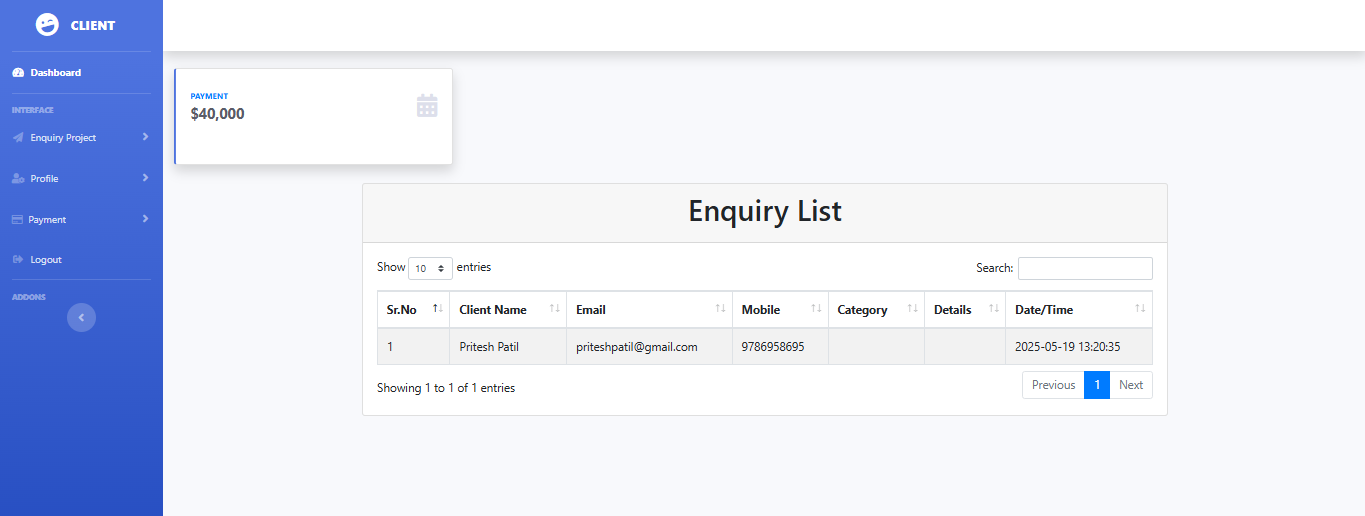 CLIENT
Dashboard
INTERFACE
Enquiry Project
Profile
Payment
Logout
ADDONS
PAYMENT
$40,000
Enquiry List
Show 10 entries
Search:
Sr.No Client Name Email Mobile Category Details Date/Time
1 Pritesh Patil priteshpatil@gmail.com 9786958695 2025-05-19 13:20:35
Showing 1 to 1 of 1 entries
Previous 1 Next